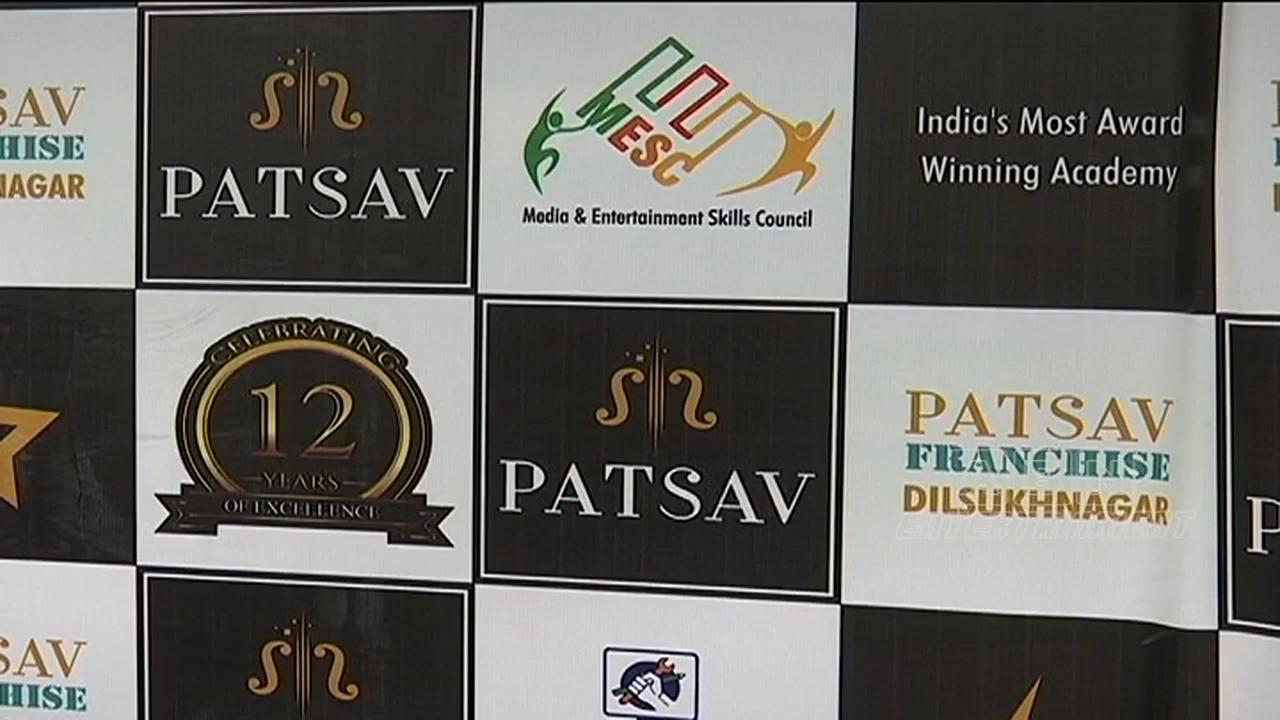 SAV
HISE
NAGAR
PATSAV
MESC
Media & Entertainment Skills Council
India's Most Award
Winning Academy
CELEBRATING
12
YEARS
OF EXCELLENCE
PATSAV
PATSAV
FRANCHISE
DILSUKHNAGAR
ENTERTAINMENT
P
SAV
HISE